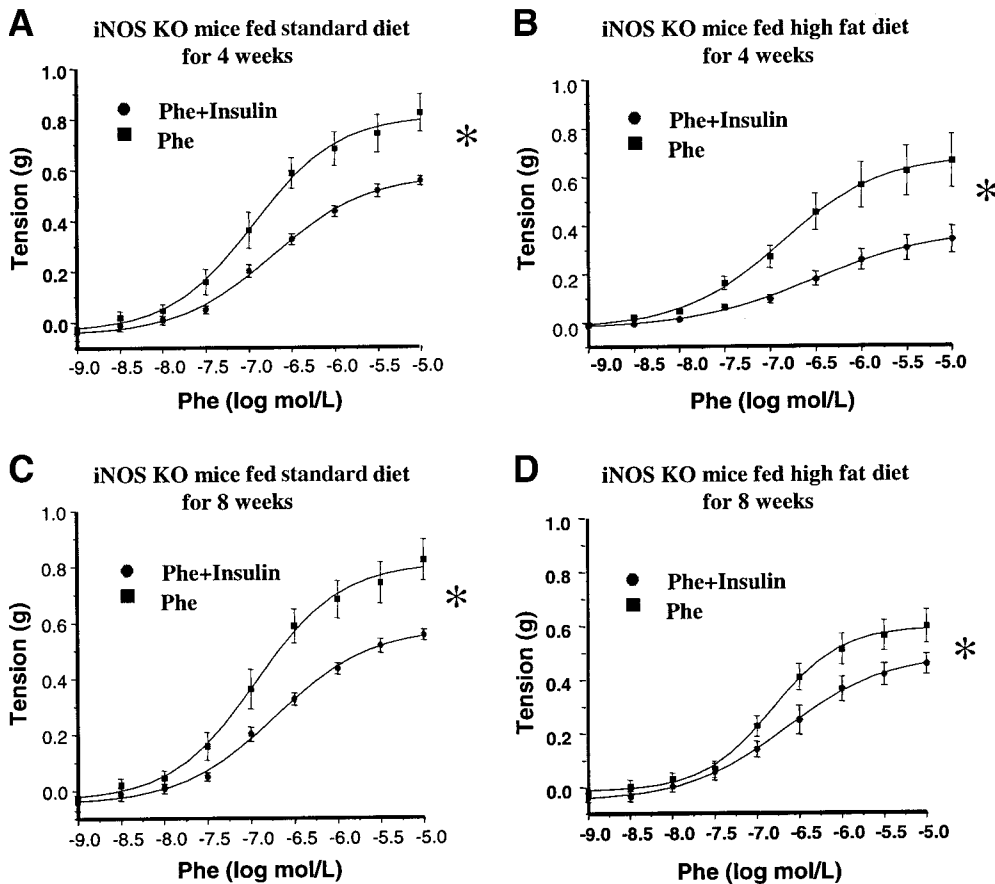 A
iNOS KO mice fed standard diet
for 4 weeks
1.0
0.8
0.6
0.4
0.2
0.0
Tension (g)
Phe+Insulin
Phe
*
-9.0 -8.5 -8.0 -7.5 -7.0 -6.5 -6.0 -5.5 -5.0
Phe (log mol/L)
B
iNOS KO mice fed high fat diet
for 4 weeks
1.0
0.8
0.6
0.4
0.2
0.0
Tension (g)
Phe+Insulin
Phe
*
-9.0 -8.5 -8.0 -7.5 -7.0 -6.5 -6.0 -5.5 -5.0
Phe (log mol/L)
C
iNOS KO mice fed standard diet
for 8 weeks
1.0
0.8
0.6
0.4
0.2
0.0
Tension (g)
Phe+Insulin
Phe
*
-9.0 -8.5 -8.0 -7.5 -7.0 -6.5 -6.0 -5.5 -5.0
Phe (log mol/L)
D
iNOS KO mice fed high fat diet
for 8 weeks
1.0
0.8
0.6
0.4
0.2
0.0
Tension (g)
Phe+Insulin
Phe
*
-9.0 -8.5 -8.0 -7.5 -7.0 -6.5 -6.0 -5.5 -5.0
Phe (log mol/L)